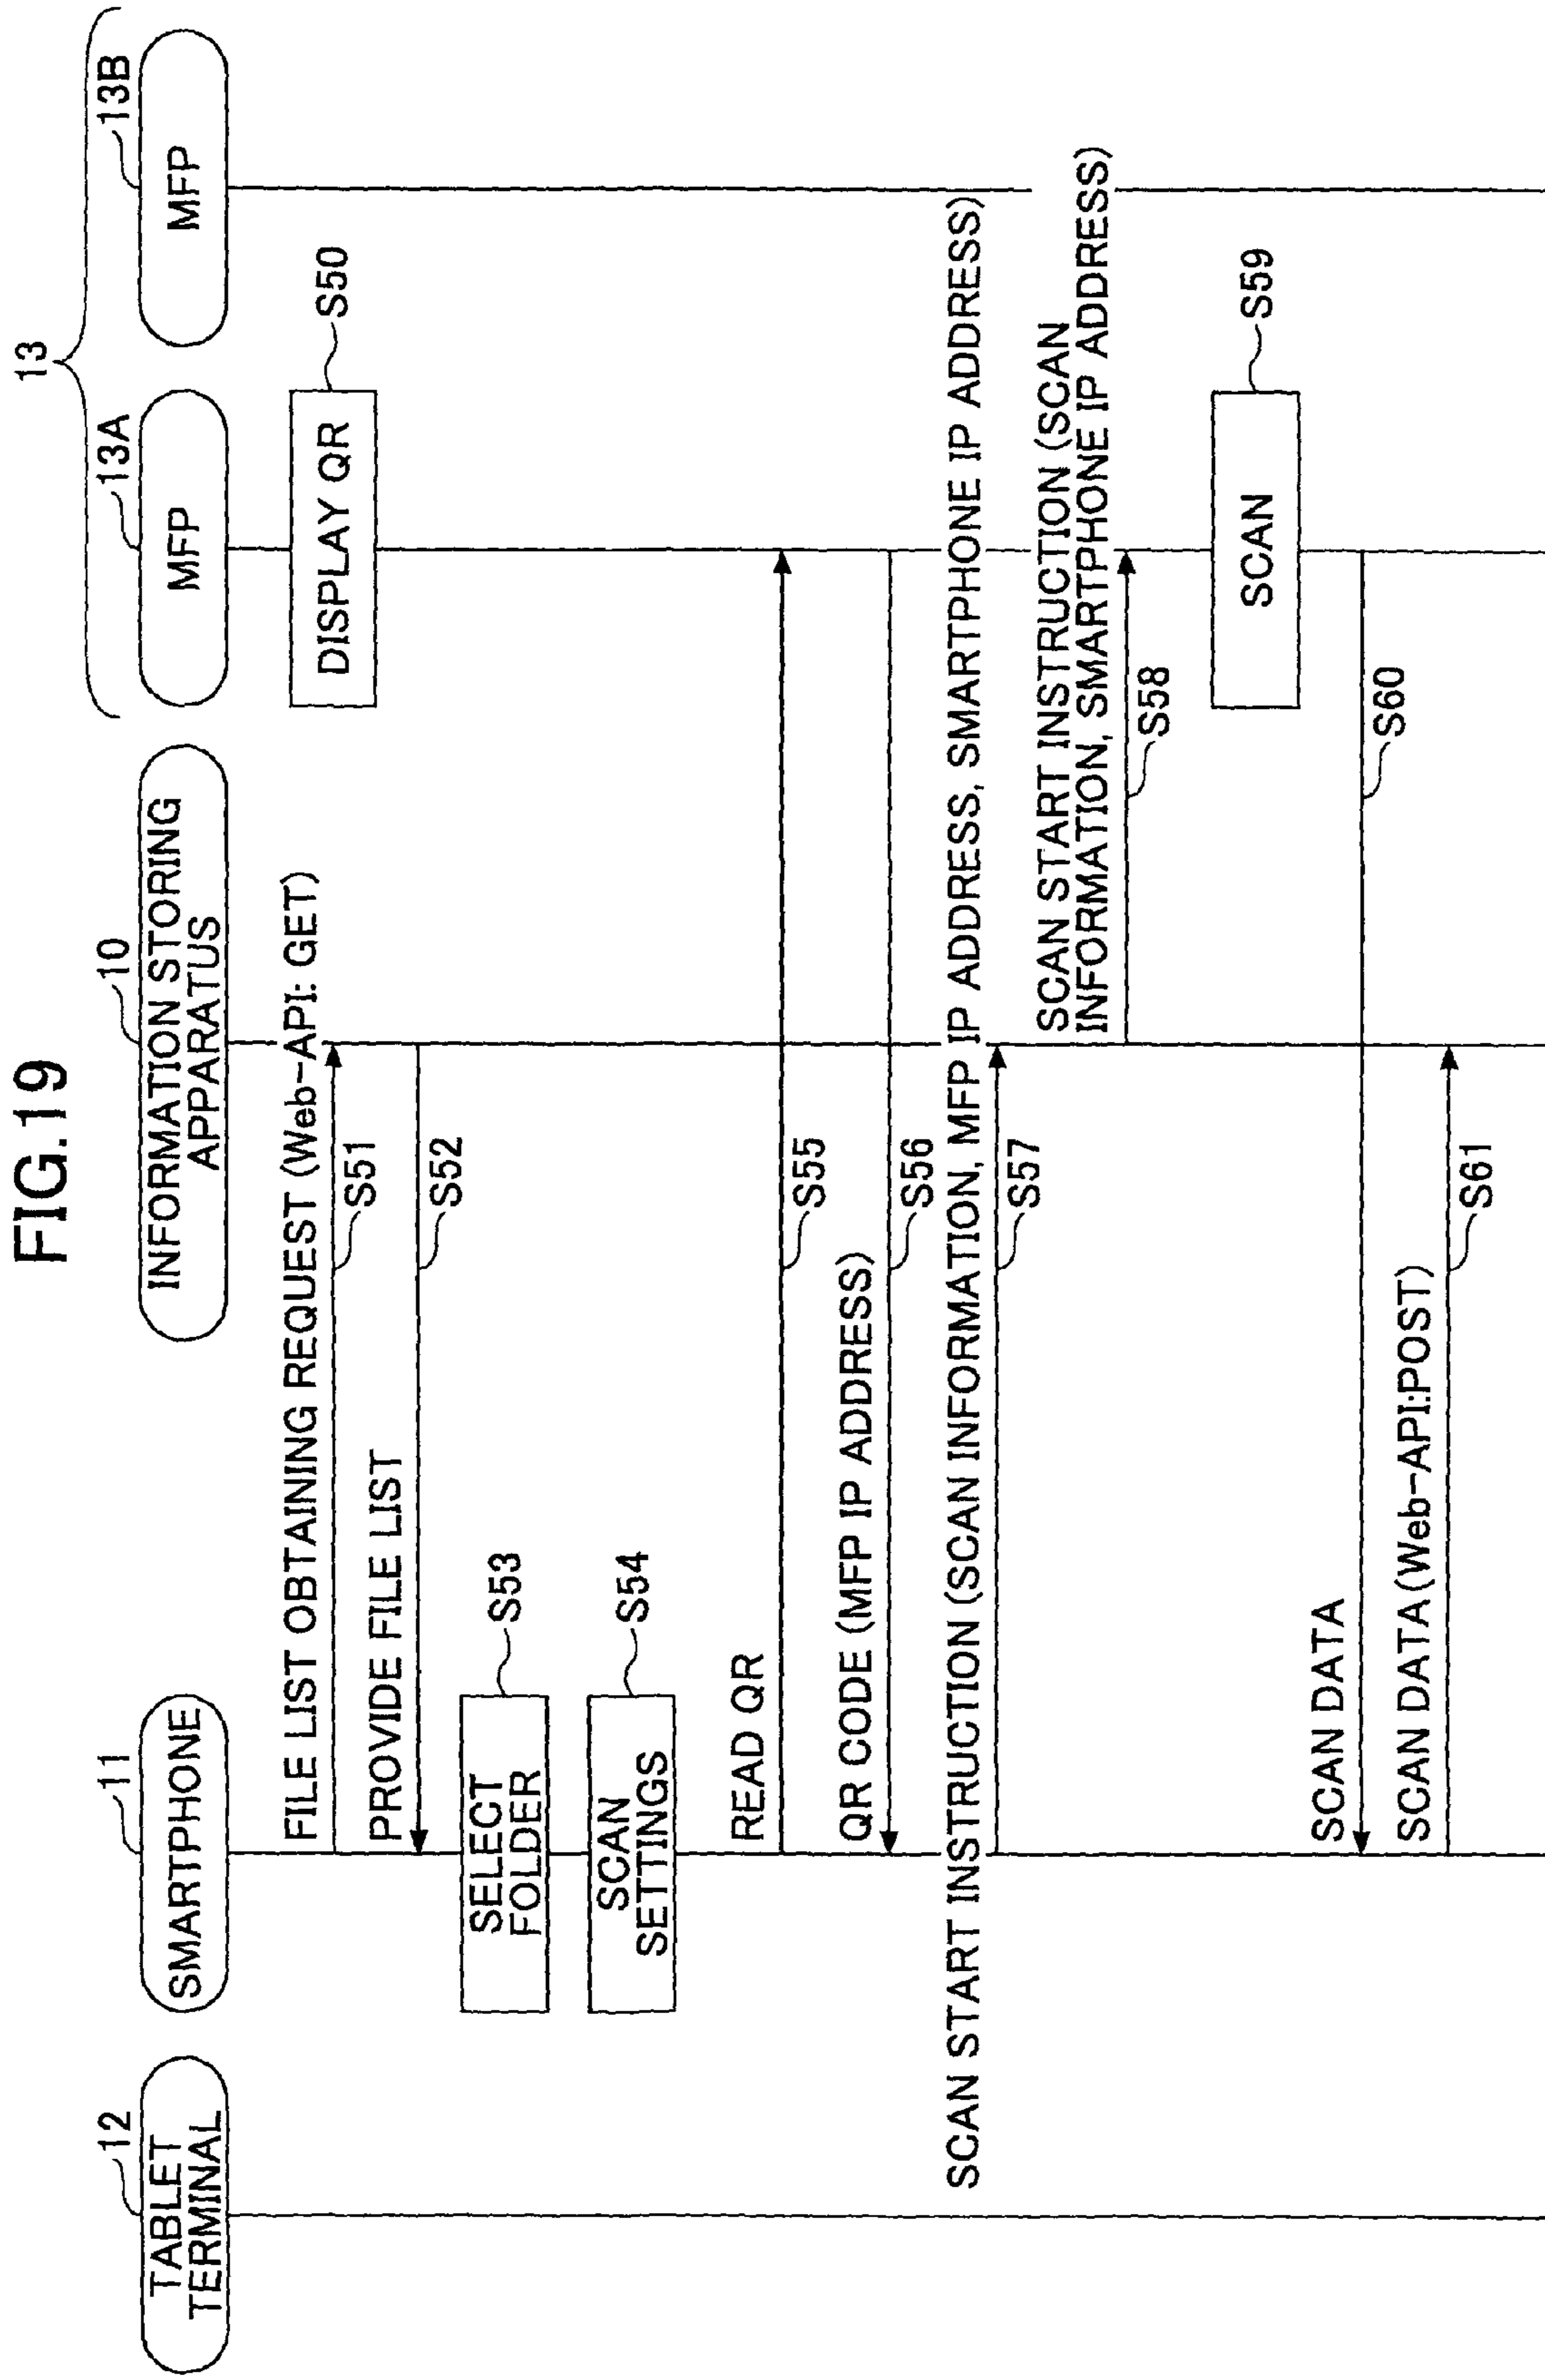 FIG.19
12
TABLET
TERMINAL
11
SMARTPHONE
10
INFORMATION STORING
APPARATUS
13
13A
MFP
13B
MFP
DISPLAY QR
S50
FILE LIST OBTAINING REQUEST (Web-API: GET)
S51
PROVIDE FILE LIST
S52
SELECT
FOLDER
S53
SCAN
SETTINGS
S54
READ QR
S55
QR CODE (MFP IP ADDRESS)
S56
SCAN START INSTRUCTION (SCAN INFORMATION, MFP IP ADDRESS, SMARTPHONE IP ADDRESS)
S57
SCAN START INSTRUCTION (SCAN
INFORMATION, SMARTPHONE IP ADDRESS)
S58
SCAN
S59
SCAN DATA
S60
SCAN DATA(Web-API:POST)
S61